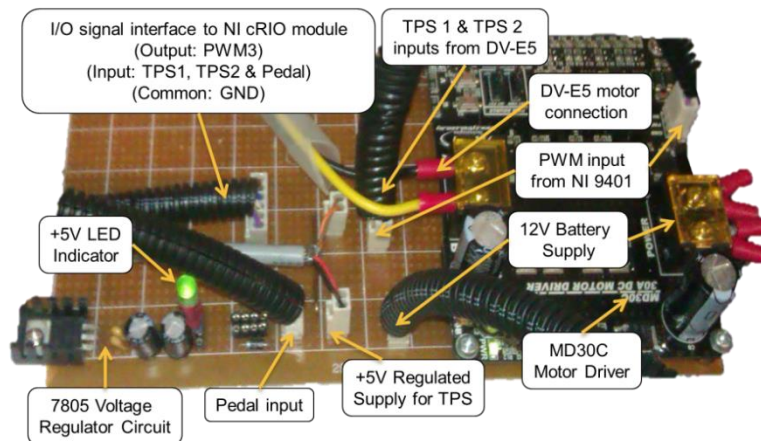 I/O signal interface to NI cRIO module
(Output: PWM3)
(Input: TPS1, TPS2 & Pedal)
(Common: GND)
TPS 1 & TPS 2
inputs from DV-E5
DV-E5 motor
connection
PWM input
from NI 9401
+5V LED
Indicator
12V Battery
Supply
POWER
MD30C
30A DC MOTOR DRIVER
MD30C
Motor Driver
7805 Voltage
Regulator Circuit
Pedal input
+5V Regulated
Supply for TPS